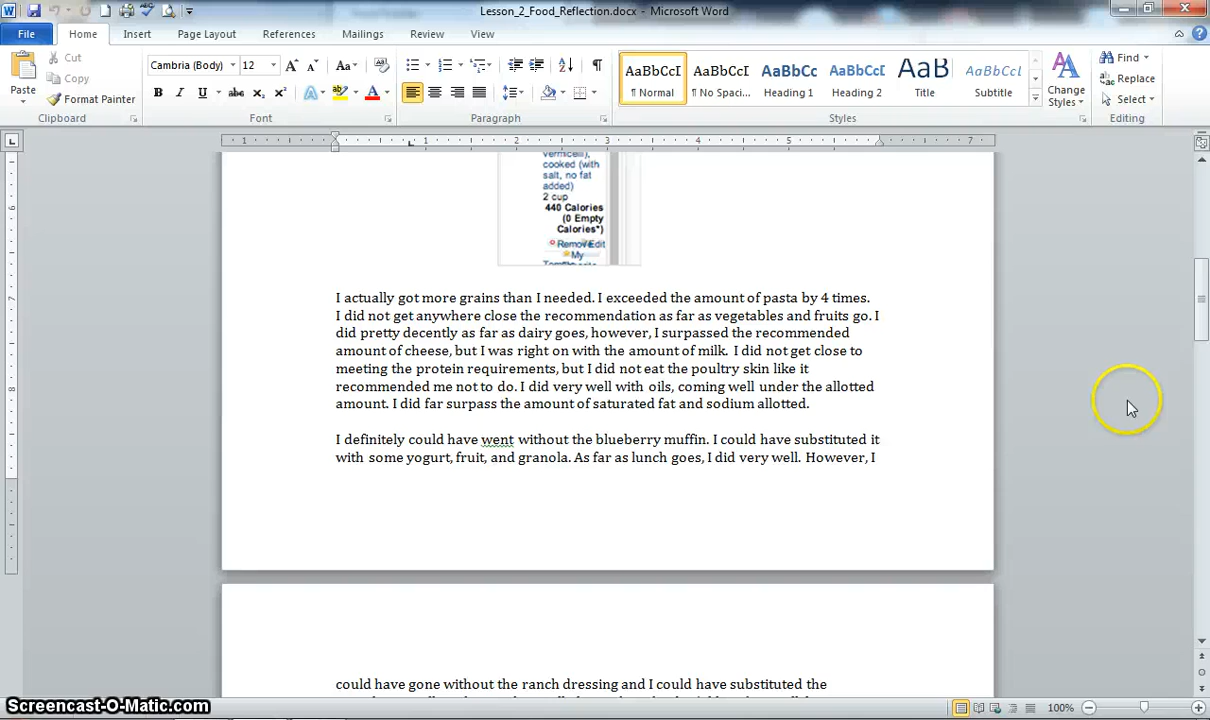 Lesson_2_Food_Reflection.docx - Microsoft Word
File Home Insert Page Layout References Mailings Review View
Paste
Cut
Copy
Format Painter
Clipboard
Cambria (Body) 12
B I U abc x₂ x²
Font
Paragraph
AaBbCcI AaBbCcI AaBbCc AaBbCc AaB AaBbCcI
¶ Normal ¶ No Spaci... Heading 1 Heading 2 Title Subtitle
Change Styles
Styles
Find
Replace
Select
Editing
1 1 2 3 4 5 7
vermicelli),
cooked (with
salt, no fat
added)
2 cup
440 Calories
(0 Empty
Calories*)
Remove Edit
My
I actually got more grains than I needed. I exceeded the amount of pasta by 4 times.
I did not get anywhere close the recommendation as far as vegetables and fruits go. I
did pretty decently as far as dairy goes, however, I surpassed the recommended
amount of cheese, but I was right on with the amount of milk. I did not get close to
meeting the protein requirements, but I did not eat the poultry skin like it
recommended me not to do. I did very well with oils, coming well under the allotted
amount. I did far surpass the amount of saturated fat and sodium allotted.
I definitely could have went without the blueberry muffin. I could have substituted it
with some yogurt, fruit, and granola. As far as lunch goes, I did very well. However, I
could have gone without the ranch dressing and I could have substituted the
Screencast-O-Matic.com
100%